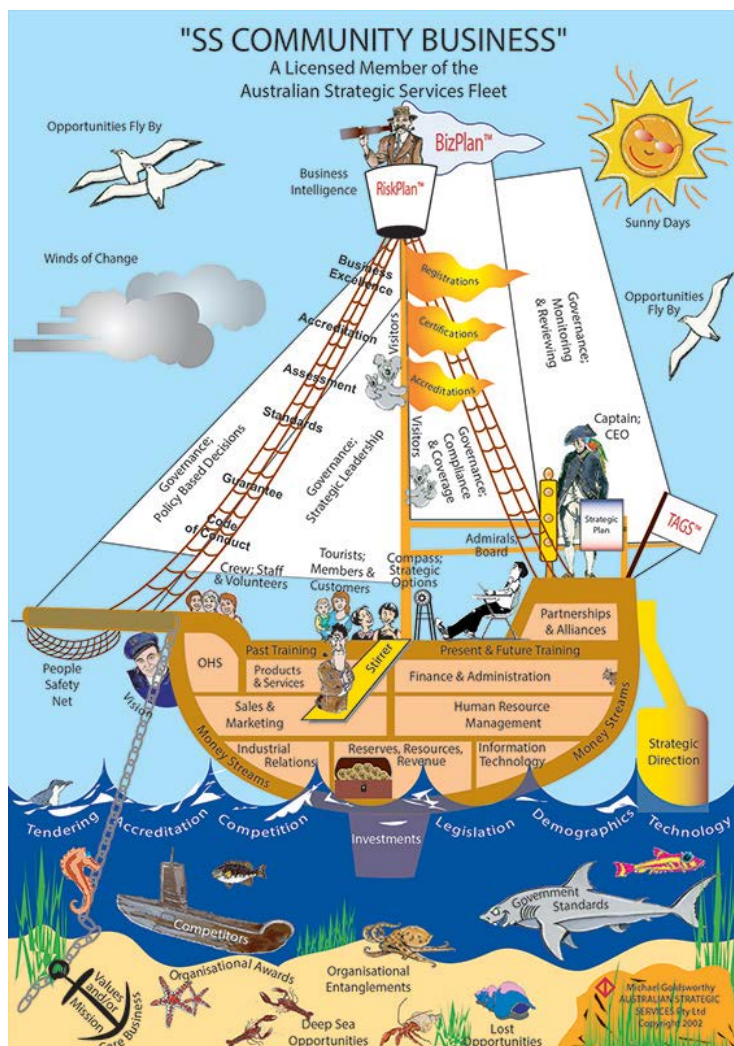 "SS COMMUNITY BUSINESS"
A Licensed Member of the
Australian Strategic Services Fleet
Opportunities Fly By
BizPlan™
Business
Intelligence
RiskPlan™
Sunny Days
Winds of Change
Opportunities
Fly By
Business
Excellence
Accreditation
Assessment
Standards
Guarantee
Code
of Conduct
Registrations
Certifications
Accreditations
Visitors
Visitors
Governance;
Policy Based Decisions
Governance;
Strategic Leadership
Governance;
Compliance
& Coverage
Governance;
Monitoring
& Reviewing
Captain;
CEO
Strategic
Plan
TAGS™
Crew; Staff
& Volunteers
Tourists;
Members &
Customers
Compass;
Strategic
Options
Admirals;
Board
Partnerships
& Alliances
People
Safety
Net
Vision
OHS
Past Training
Stirrer
Present & Future Training
Products
& Services
Finance & Administration
Sales &
Marketing
Human Resource
Management
Money Streams
Money Streams
Industrial
Relations
Reserves, Resources,
Revenue
Information
Technology
Strategic
Direction
Tendering
Accreditation
Competition
Investments
Legislation
Demographics
Technology
Competitors
Government
Standards
Values
and/or
Mission
Core Business
Organisational Awards
Organisational
Entanglements
Deep Sea
Opportunities
Lost
Opportunities
Michael Goldsworthy
AUSTRALIAN STRATEGIC
SERVICES Pty Ltd
Copyright 2002